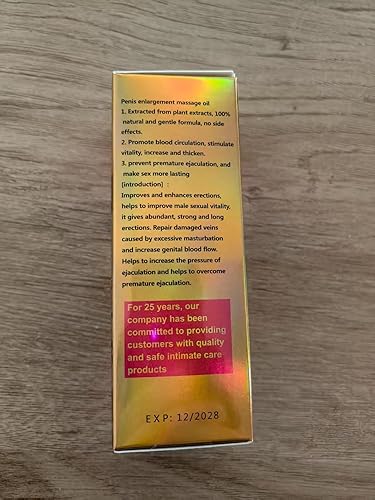 Penis enlargement massage oil
1. Extracted from plant extracts, 100%
natural and gentle formula, no side
effects.
2. Promote blood circulation, stimulate
vitality, increase and thicken.
3. prevent premature ejaculation, and
make sex more lasting
[introduction] :
Improves and enhances erections,
helps to improve male sexual vitality,
it gives abundant, strong and long
erections. Repair damaged veins
caused by excessive masturbation
and increase genital blood flow.
Helps to increase the pressure of
ejaculation and helps to overcome
premature ejaculation.
For 25 years, our
company has been
committed to providing
customers with quality
and safe intimate care
products
EXP: 12/2028